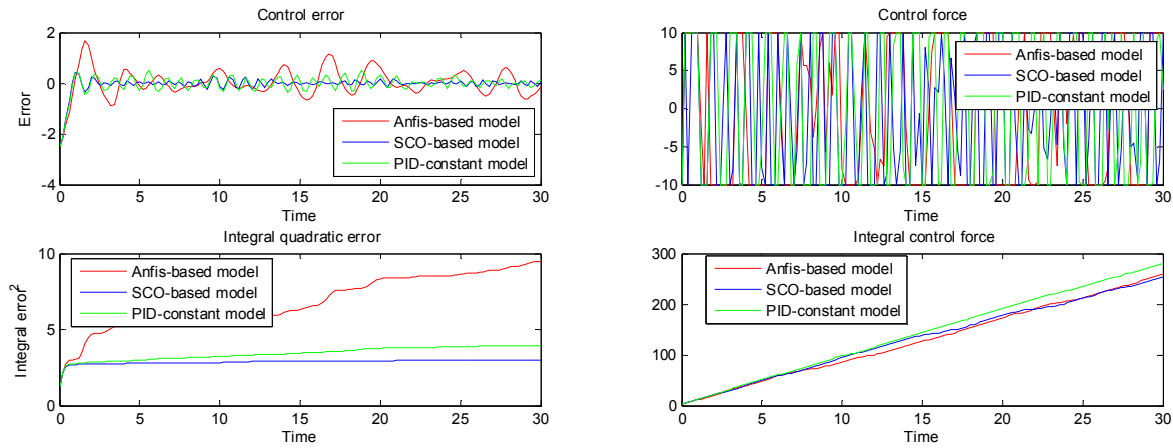 Control error
2
0
-2
-4
Error
0 5 10 15 20 25 30
Time
Anfis-based model
SCO-based model
PID-constant model
Control force
10
5
0
-5
-10
0 5 10 15 20 25 30
Time
Anfis-based model
SCO-based model
PID-constant model
Integral quadratic error
10
5
0
Integral error²
0 5 10 15 20 25 30
Time
Anfis-based model
SCO-based model
PID-constant model
Integral control force
300
200
100
0
0 5 10 15 20 25 30
Time
Anfis-based model
SCO-based model
PID-constant model